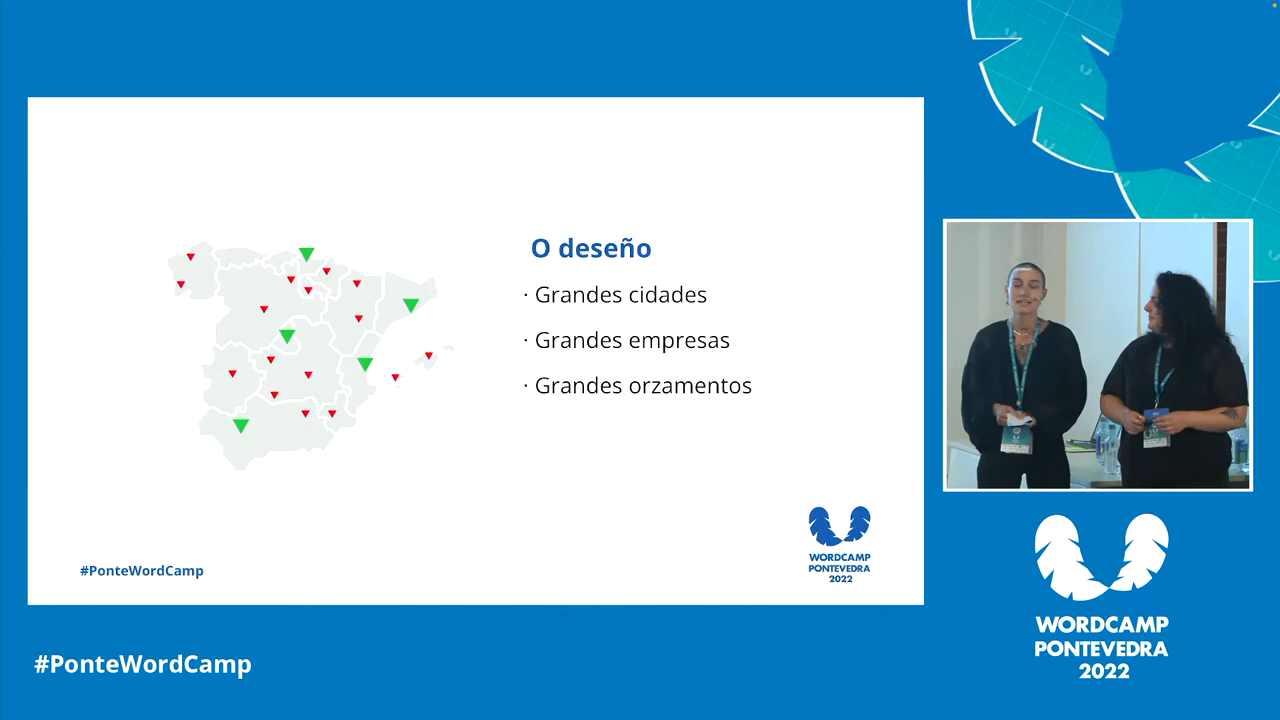 O deseño
· Grandes cidades
· Grandes empresas
· Grandes orzamentos
#PonteWordCamp
WORDCAMP
PONTEVEDRA
2022
#PonteWordCamp
WORDCAMP
PONTEVEDRA
2022